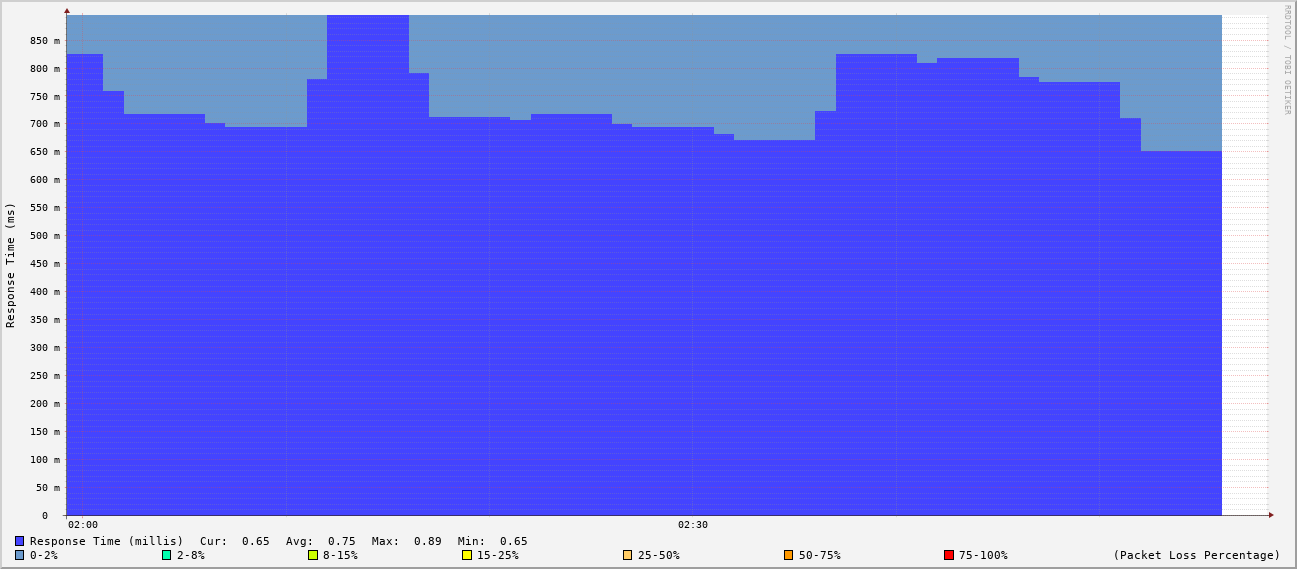 RRDTOOL / TOBI OETIKER
Response Time (ms)
850 m
800 m
750 m
700 m
650 m
600 m
550 m
500 m
450 m
400 m
350 m
300 m
250 m
200 m
150 m
100 m
50 m
0
02:00 02:30
Response Time (millis) Cur: 0.65 Avg: 0.75 Max: 0.89 Min: 0.65
0-2% 2-8% 8-15% 15-25% 25-50% 50-75% 75-100% (Packet Loss Percentage)